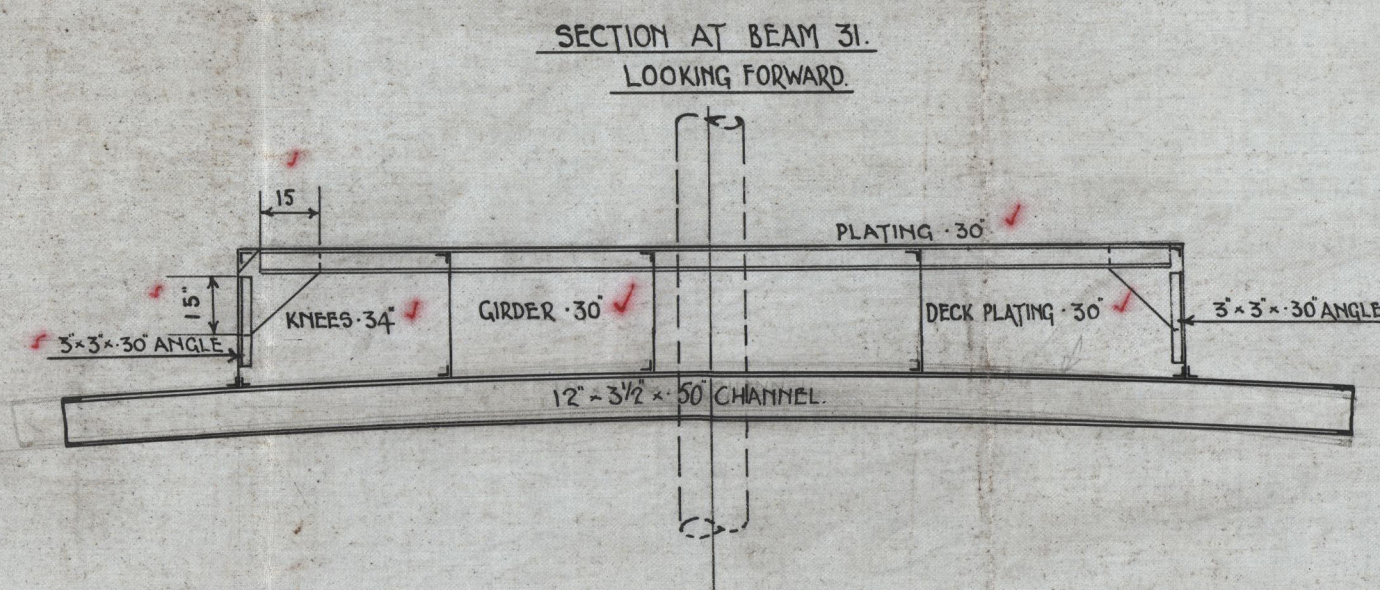 SECTION AT BEAM 31.
LOOKING FORWARD.
15
PLATING ·30"
15"
KNEES ·34"
GIRDER ·30"
DECK PLATING ·30"
3"×3"×·30" ANGLE
3"×3"×·30" ANGLE
12" × 3½" × ·50" CHANNEL.